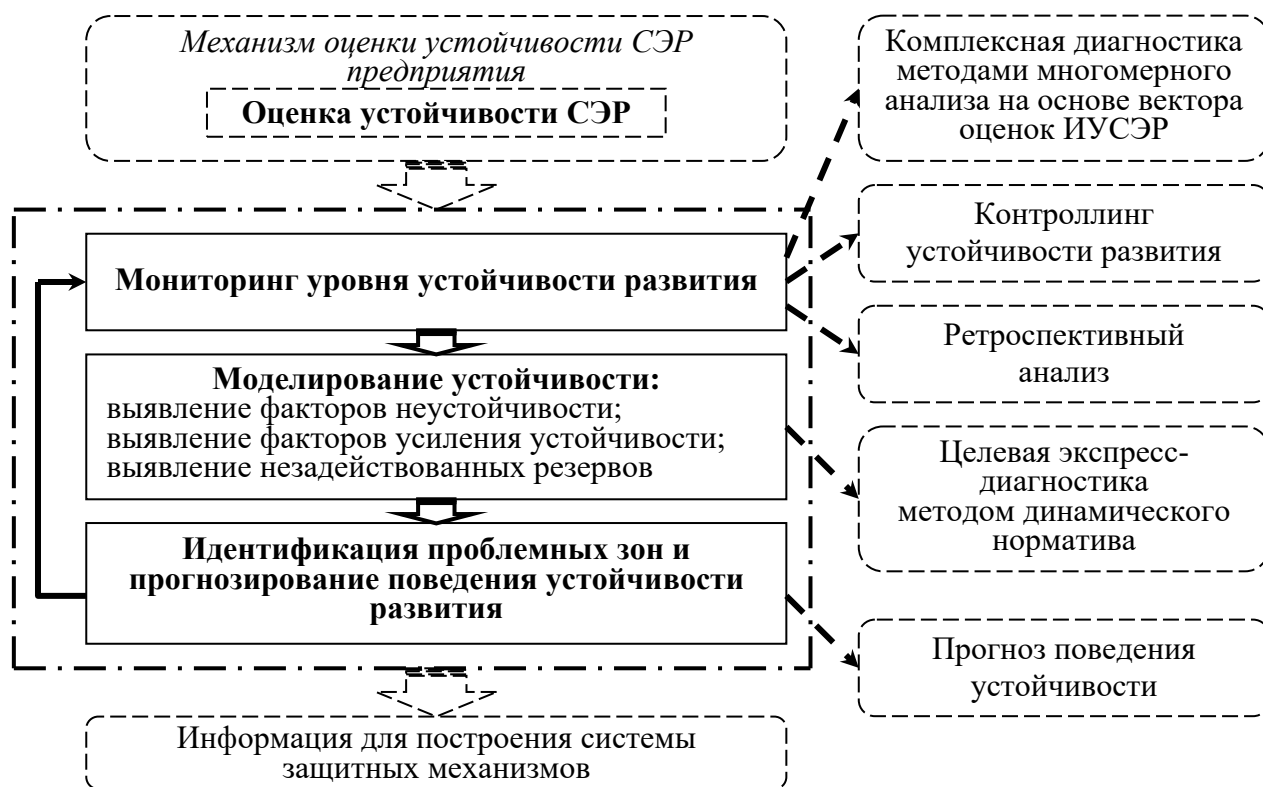 Механизм оценки устойчивости СЭР
предприятия
Оценка устойчивости СЭР
Мониторинг уровня устойчивости развития
Моделирование устойчивости:
выявление факторов неустойчивости;
выявление факторов усиления устойчивости;
выявление незадействованных резервов
Идентификация проблемных зон и
прогнозирование поведения устойчивости
развития
Информация для построения системы
защитных механизмов
Комплексная диагностика
методами многомерного
анализа на основе вектора
оценок ИУСЭР
Контроллинг
устойчивости развития
Ретроспективный
анализ
Целевая экспресс-
диагностика
методом динамического
норматива
Прогноз поведения
устойчивости